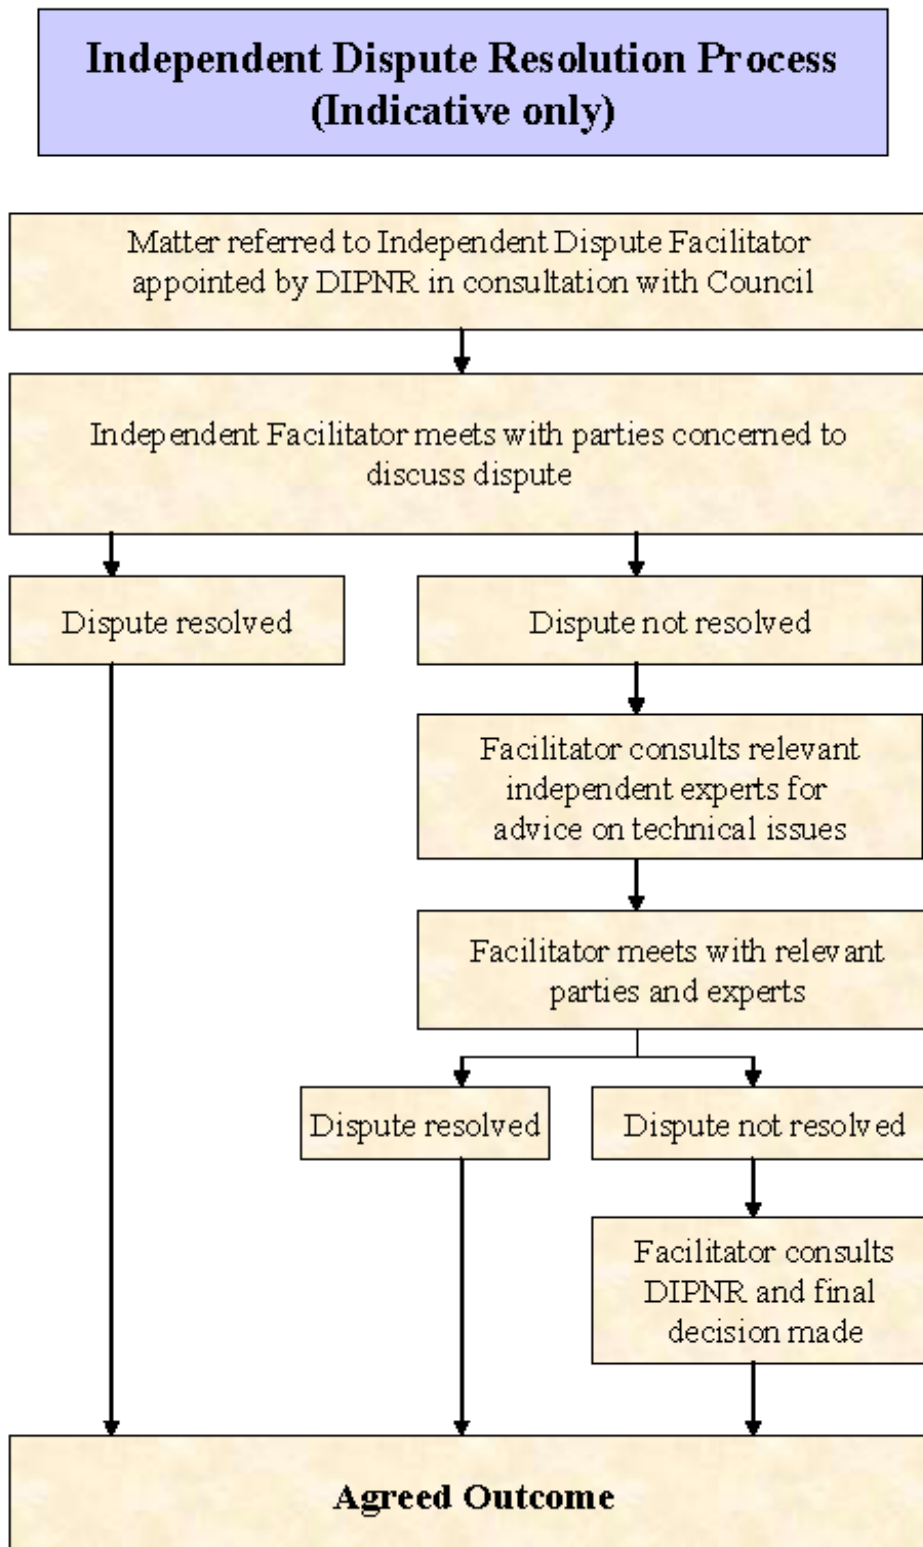 Independent Dispute Resolution Process
(Indicative only)
Matter referred to Independent Dispute Facilitator
appointed by DIPNR in consultation with Council
Independent Facilitator meets with parties concerned to
discuss dispute
Dispute resolved
Dispute not resolved
Facilitator consults relevant
independent experts for
advice on technical issues
Facilitator meets with relevant
parties and experts
Dispute resolved
Dispute not resolved
Facilitator consults
DIPNR and final
decision made
Agreed Outcome